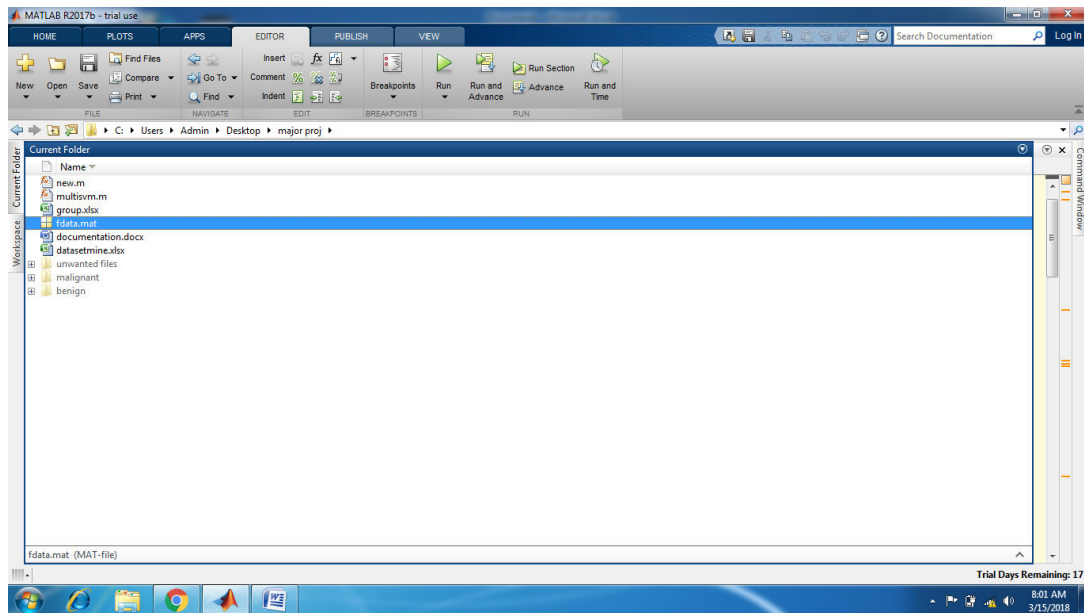 MATLAB R2017b - trial use
HOME PLOTS APPS EDITOR PUBLISH VIEW
Search Documentation
Log In
New Open Save
Find Files
Compare
Print
Go To
Find
Insert
Comment
Indent
Breakpoints
Run
Run and Advance
Run Section
Advance
Run and Time
FILE NAVIGATE EDIT BREAKPOINTS RUN
C: Users Admin Desktop major proj
Current Folder
Workspace
Current Folder
Name
new.m
multisvm.m
group.xlsx
fdata.mat
documentation.docx
datasetmine.xlsx
unwanted files
malignant
benign
Command Window
fdata.mat (MAT-file)
Trial Days Remaining: 17
8:01 AM
3/15/2018